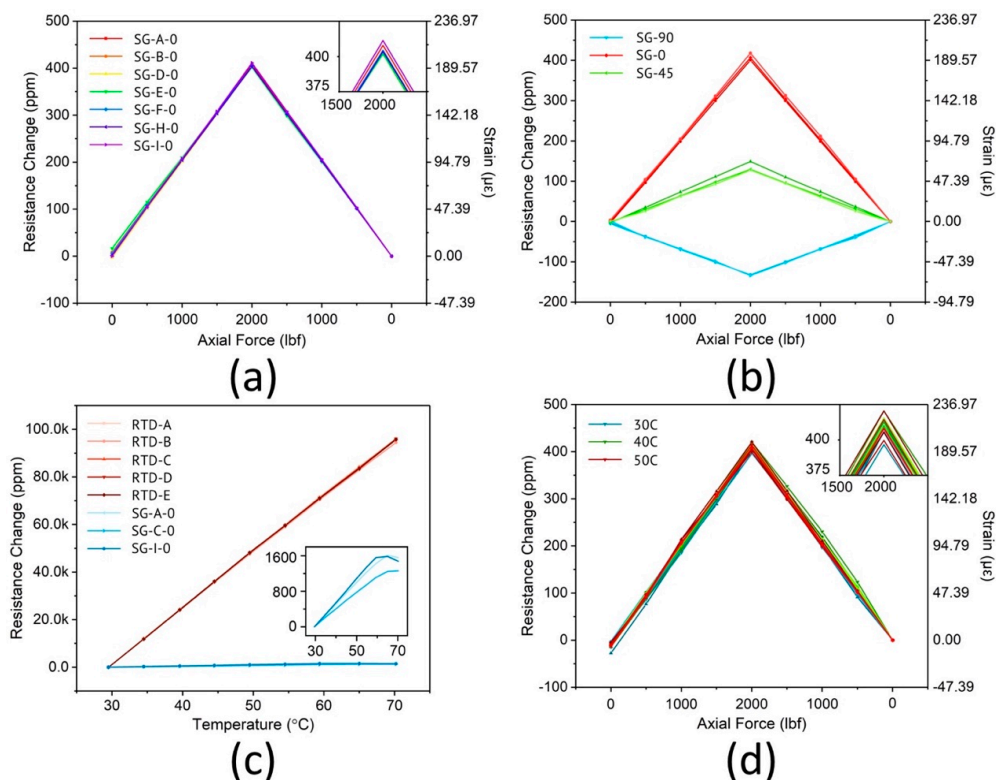 (a)
500
400
300
200
100
0
-100
Resistance Change (ppm)
SG-A-0
SG-B-0
SG-D-0
SG-E-0
SG-F-0
SG-H-0
SG-I-0
400
375
1500 2000
236.97
189.57
142.18
94.79
47.39
0.00
-47.39
Strain (με)
0 1000 2000 1000 0
Axial Force (lbf)
(b)
500
400
300
200
100
0
-100
-200
Resistance Change (ppm)
SG-90
SG-0
SG-45
236.97
189.57
142.18
94.79
47.39
0.00
-47.39
-94.79
Strain (με)
0 1000 2000 1000 0
Axial Force (lbf)
(c)
100.0k
80.0k
60.0k
40.0k
20.0k
0.0
Resistance Change (ppm)
RTD-A
RTD-B
RTD-C
RTD-D
RTD-E
SG-A-0
SG-C-0
SG-I-0
1600
800
0
30 50 70
30 40 50 60 70
Temperature (°C)
(d)
500
400
300
200
100
0
-100
Resistance Change (ppm)
30C
40C
50C
400
375
1500 2000
236.97
189.57
142.18
94.79
47.39
0.00
-47.39
Strain (με)
0 1000 2000 1000 0
Axial Force (lbf)